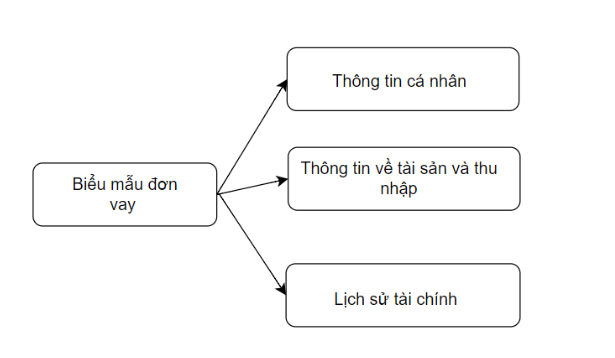 Thông tin cá nhân
Biểu mẫu đơn
vay
Thông tin về tài sản và thu
nhập
Lịch sử tài chính